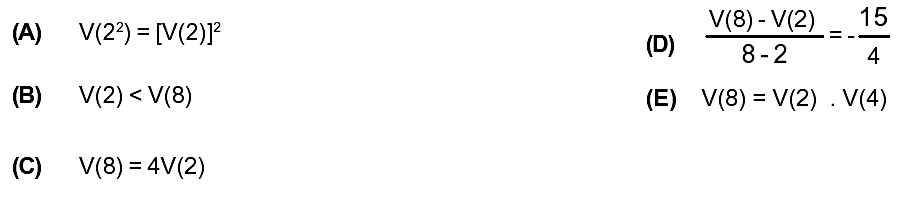 (A) V(2²) = [V(2)]²
(B) V(2) < V(8)
(C) V(8) = 4V(2)
(D) V(8) - V(2) / 8 - 2 = - 15 / 4
(E) V(8) = V(2) . V(4)